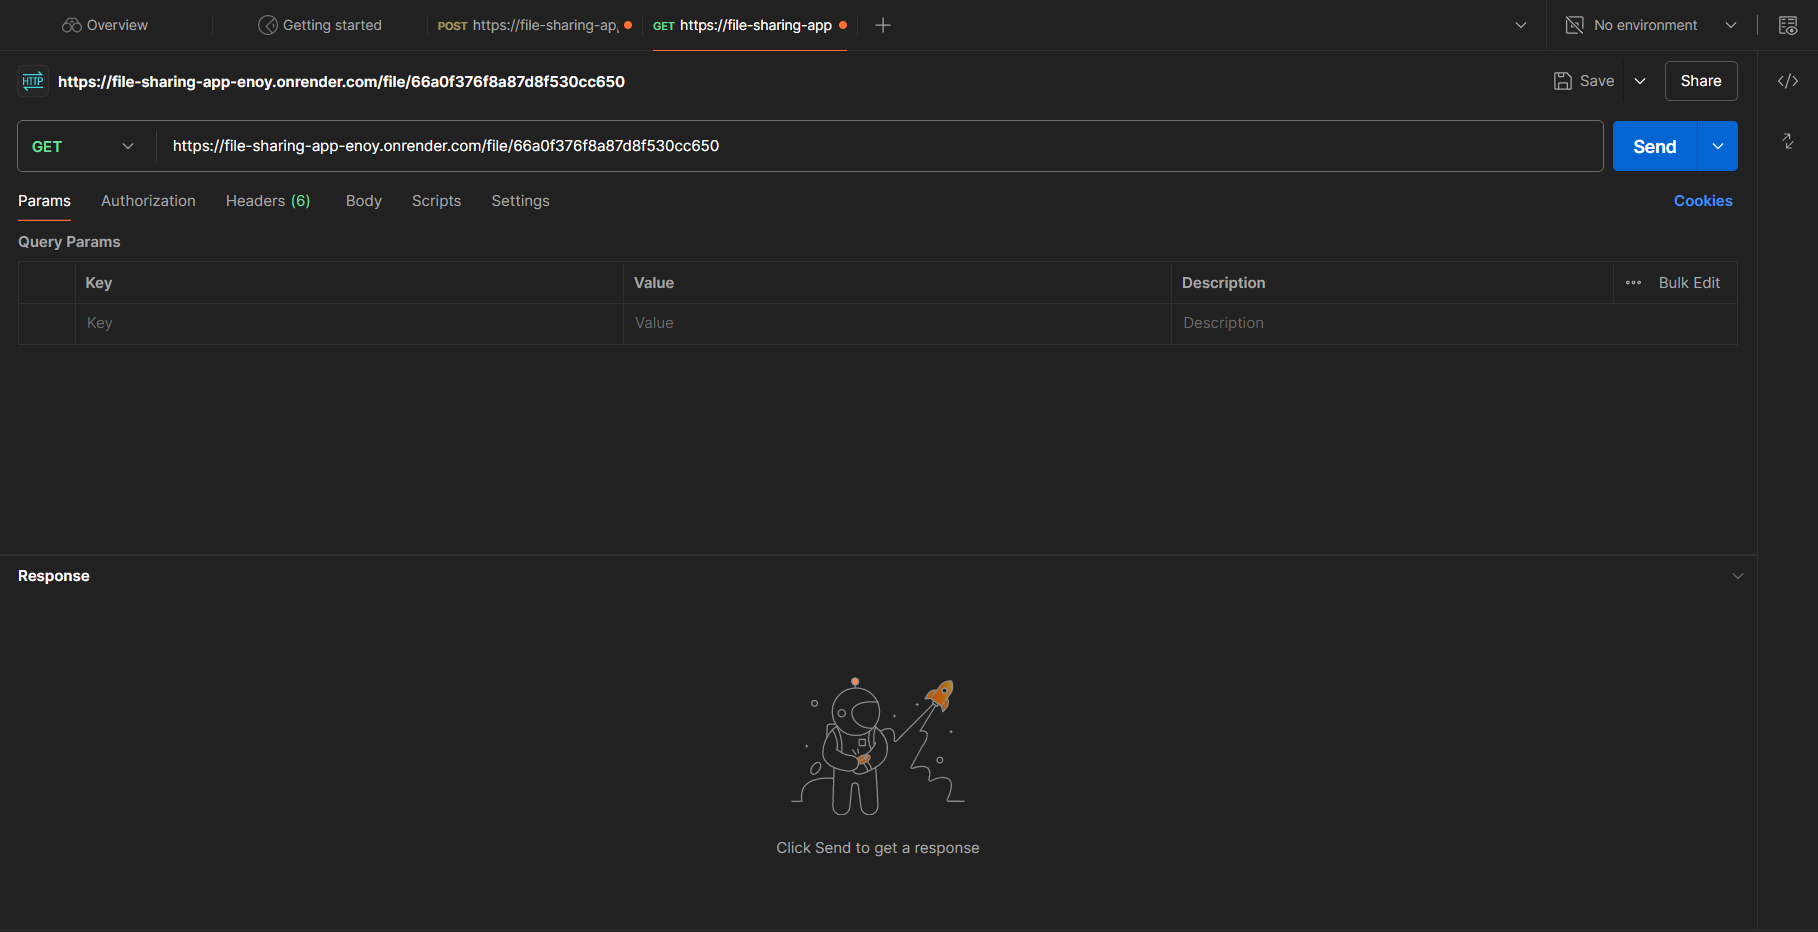 Overview
Getting started
POST https://file-sharing-ap
GET https://file-sharing-app
No environment
HTTP https://file-sharing-app-enoy.onrender.com/file/66a0f376f8a87d8f530cc650
Save
Share
GET https://file-sharing-app-enoy.onrender.com/file/66a0f376f8a87d8f530cc650
Send
Params Authorization Headers (6) Body Scripts Settings Cookies
Query Params
Key Value Description ••• Bulk Edit
Key Value Description
Response
Click Send to get a response